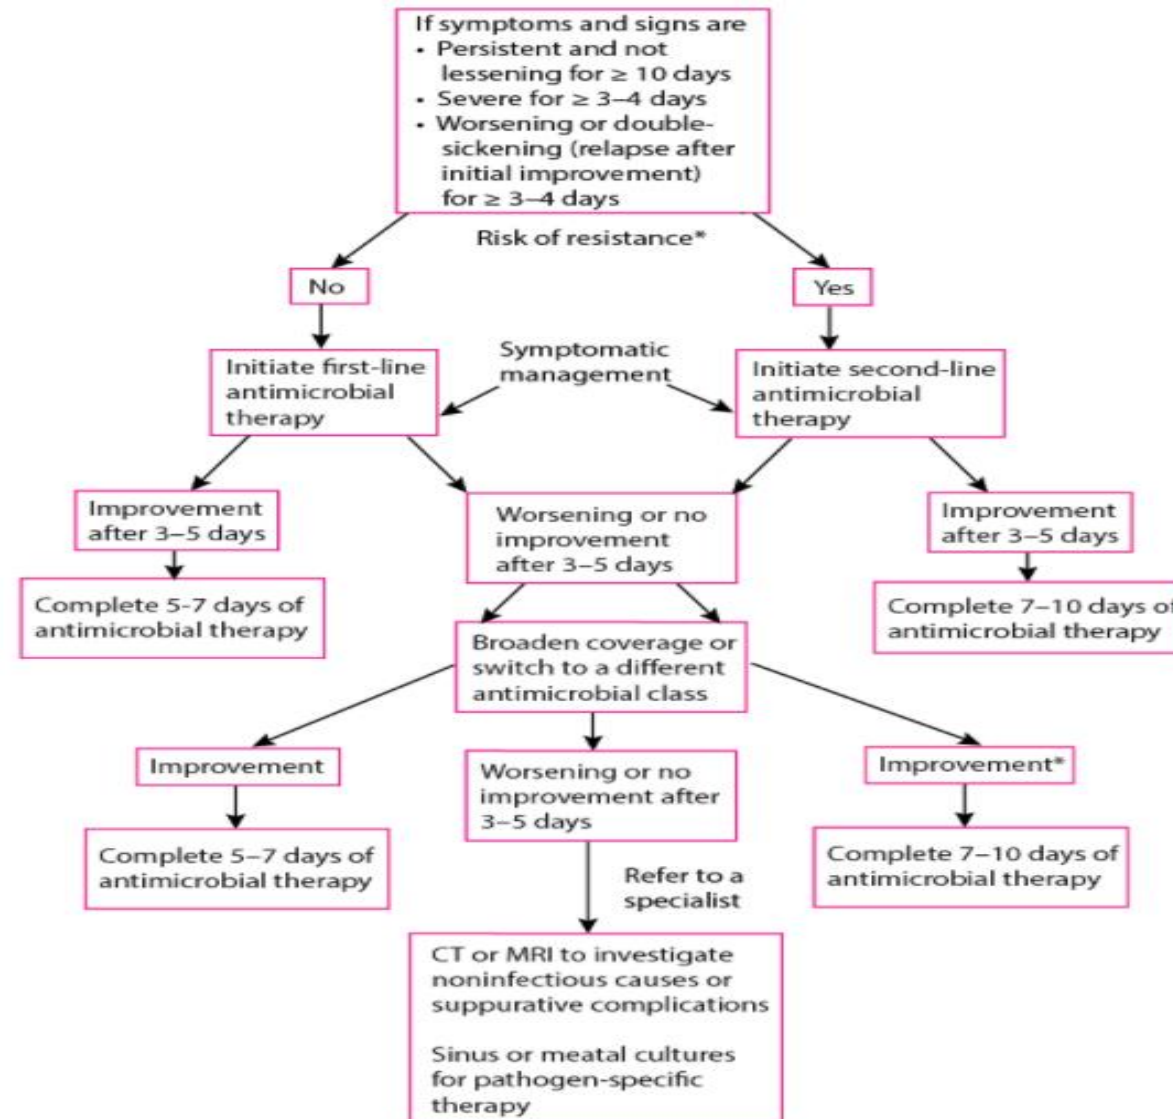 If symptoms and signs are
• Persistent and not
lessening for ≥ 10 days
• Severe for ≥ 3–4 days
• Worsening or double-
sickening (relapse after
initial improvement)
for ≥ 3–4 days
Risk of resistance*
No
Yes
Symptomatic
management
Initiate first-line
antimicrobial
therapy
Initiate second-line
antimicrobial
therapy
Improvement
after 3–5 days
Worsening or no
improvement
after 3–5 days
Improvement
after 3–5 days
Complete 5-7 days of
antimicrobial therapy
Complete 7–10 days of
antimicrobial therapy
Broaden coverage or
switch to a different
antimicrobial class
Improvement
Worsening or no
improvement after
3–5 days
Improvement*
Complete 5–7 days of
antimicrobial therapy
Complete 7–10 days of
antimicrobial therapy
Refer to a
specialist
CT or MRI to investigate
noninfectious causes or
suppurative complications
Sinus or meatal cultures
for pathogen-specific
therapy